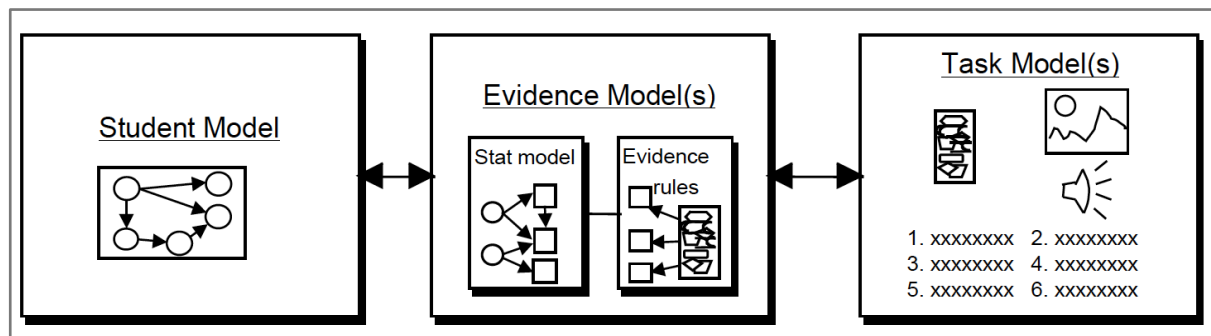 Student Model
Evidence Model(s)
Stat model
Evidence
rules
Task Model(s)
1. xxxxxxxx 2. xxxxxxxx
3. xxxxxxxx 4. xxxxxxxx
5. xxxxxxxx 6. xxxxxxxx